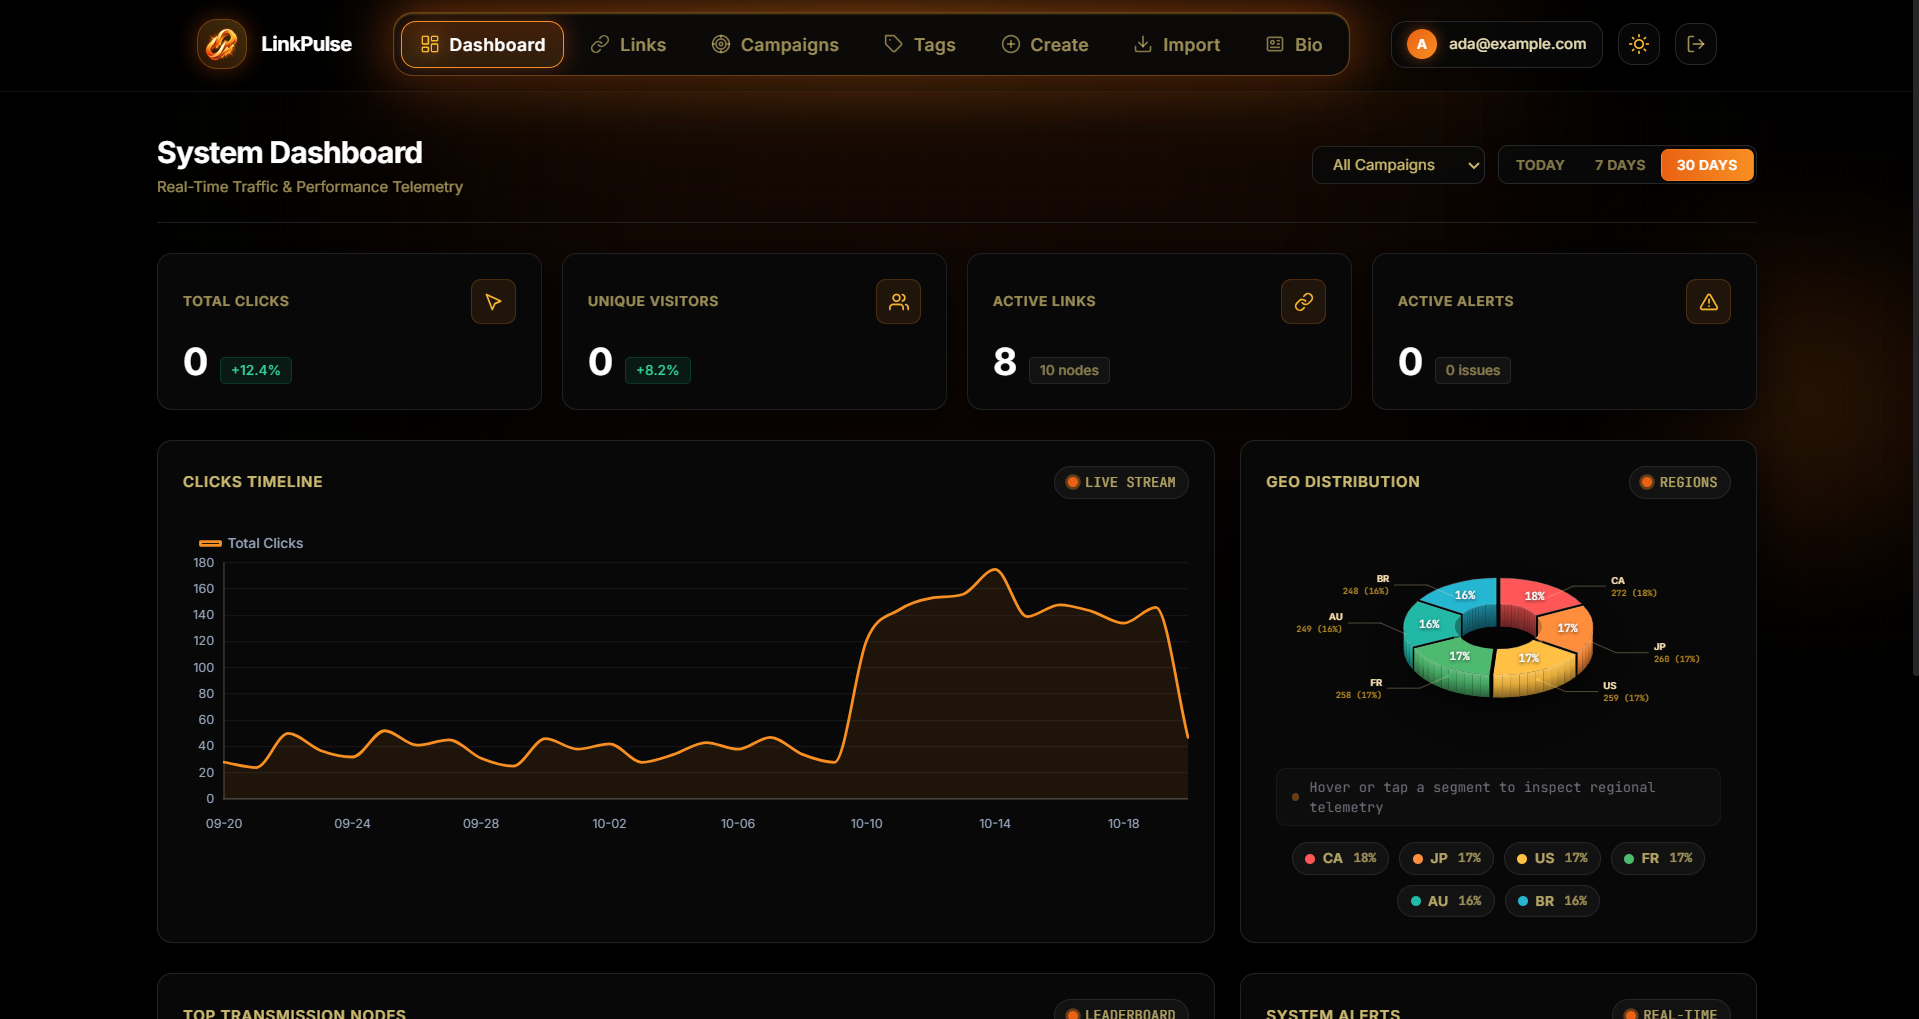 LinkPulse
Dashboard
Links
Campaigns
Tags
Create
Import
Bio
A
ada@example.com
System Dashboard
Real-Time Traffic & Performance Telemetry
All Campaigns
TODAY
7 DAYS
30 DAYS
TOTAL CLICKS
0
+12.4%
UNIQUE VISITORS
0
+8.2%
ACTIVE LINKS
8
10 nodes
ACTIVE ALERTS
0
0 issues
CLICKS TIMELINE
LIVE STREAM
Total Clicks
180
160
140
120
100
80
60
40
20
0
09-20
09-24
09-28
10-02
10-06
10-10
10-14
10-18
GEO DISTRIBUTION
REGIONS
BR
248 (16%)
AU
249 (16%)
FR
258 (17%)
CA
272 (18%)
JP
260 (17%)
US
259 (17%)
16%
18%
16%
17%
17%
17%
Hover or tap a segment to inspect regional
telemetry
CA 18%
JP 17%
US 17%
FR 17%
AU 16%
BR 16%
TOP TRANSMISSION NODES
LEADERBOARD
SYSTEM ALERTS
REAL-TIME